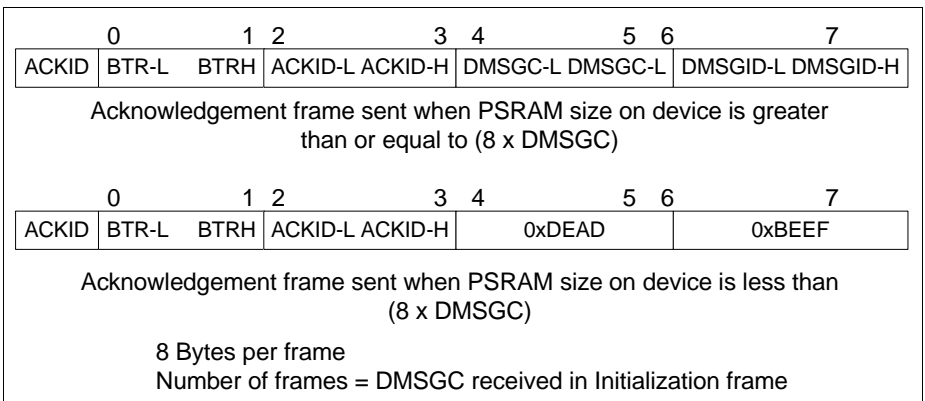 0 1 2 3 4 5 6 7
ACKID BTR-L BTRH ACKID-L ACKID-H DMSGC-L DMSGC-L DMSGID-L DMSGID-H
Acknowledgement frame sent when PSRAM size on device is greater
than or equal to (8 x DMSGC)
0 1 2 3 4 5 6 7
ACKID BTR-L BTRH ACKID-L ACKID-H 0xDEAD 0xBEEF
Acknowledgement frame sent when PSRAM size on device is less than
(8 x DMSGC)
8 Bytes per frame
Number of frames = DMSGC received in Initialization frame